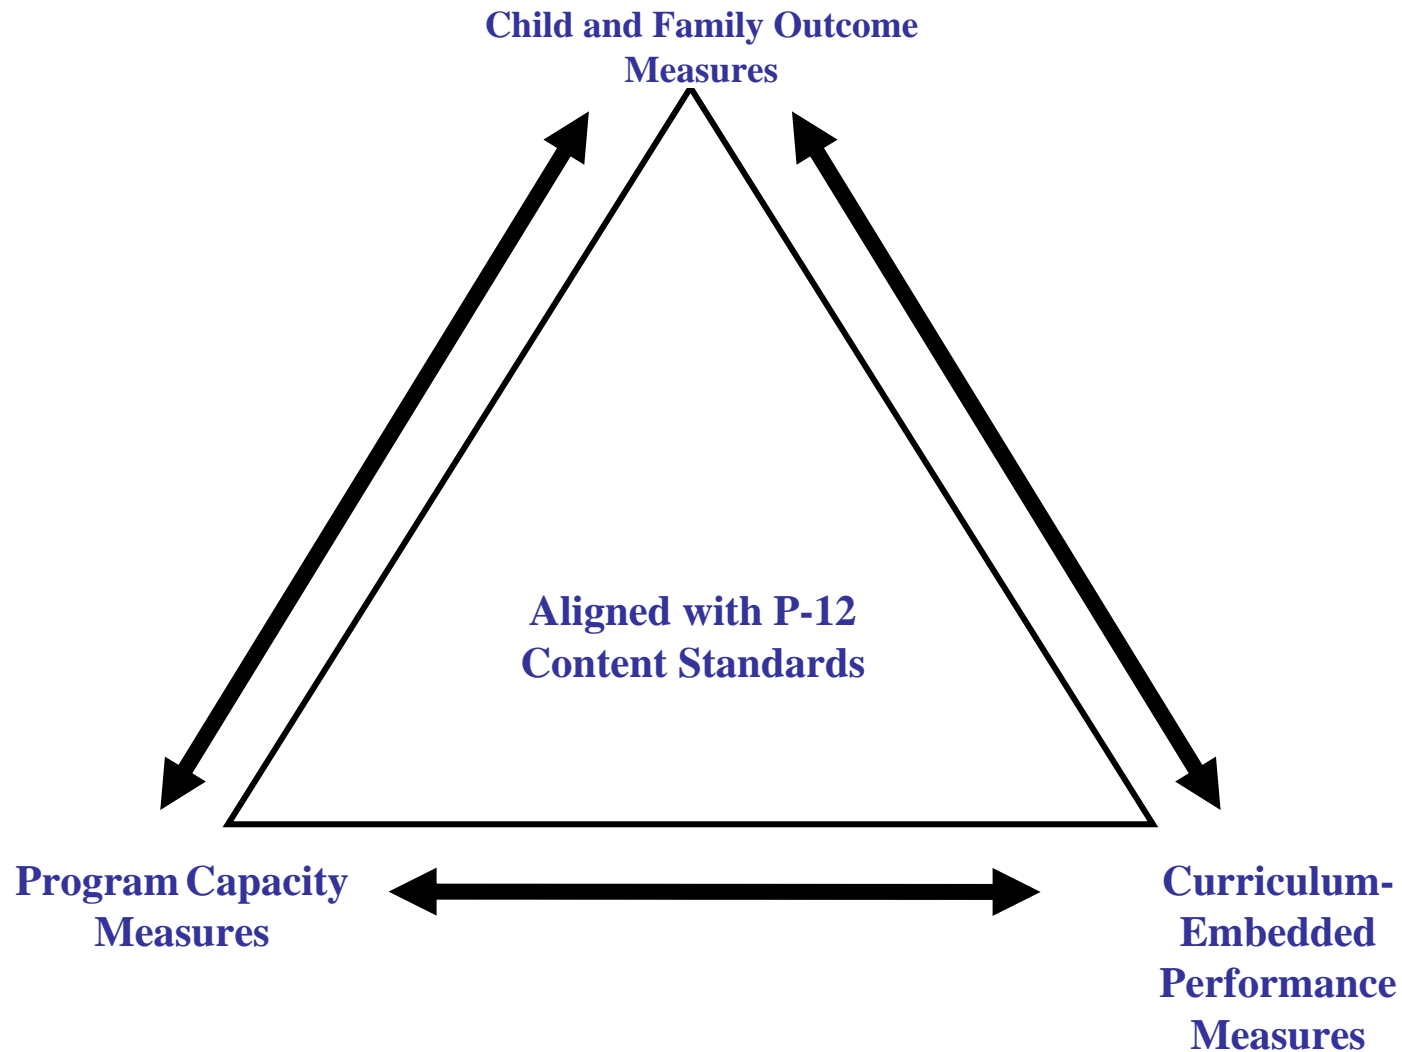 Child and Family Outcome
Measures
Aligned with P-12
Content Standards
Program Capacity
Measures
Curriculum-
Embedded
Performance
Measures